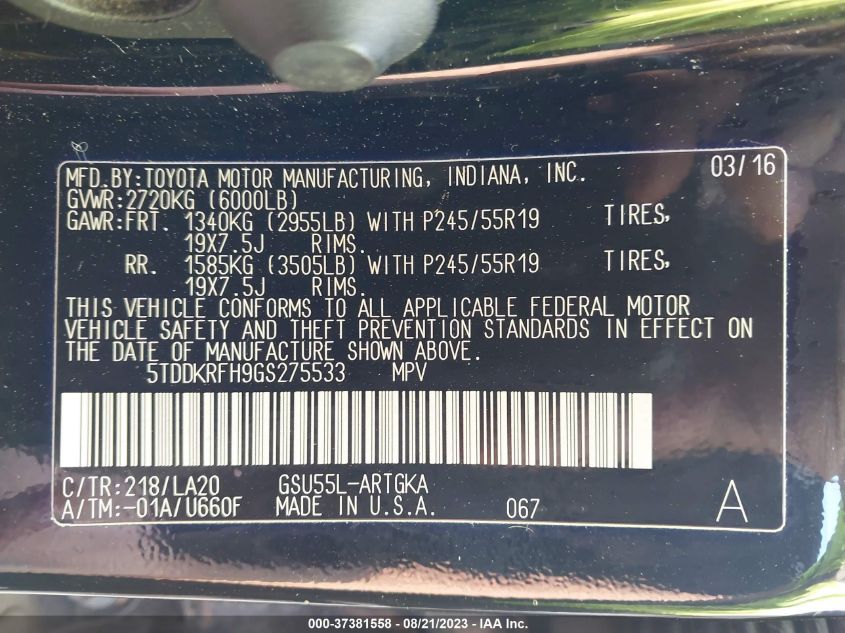 MFD.BY:TOYOTA MOTOR MANUFACTURING, INDIANA, INC. 03/16
GVWR:2720KG (6000LB)
GAWR:FRT. 1340KG (2955LB) WITH P245/55R19 TIRES,
19X7.5J RIMS.
RR. 1585KG (3505LB) WITH P245/55R19 TIRES,
19X7.5J RIMS.
THIS VEHICLE CONFORMS TO ALL APPLICABLE FEDERAL MOTOR
VEHICLE SAFETY AND THEFT PREVENTION STANDARDS IN EFFECT ON
THE DATE OF MANUFACTURE SHOWN ABOVE.
5TDDKRFH9GS275533 MPV
C/TR:218/LA20 GSU55L-ARTGKA
A/TM:-01A/U660F MADE IN U.S.A. 067 A
000-37381558 - 08/21/2023 - © IAA Inc.